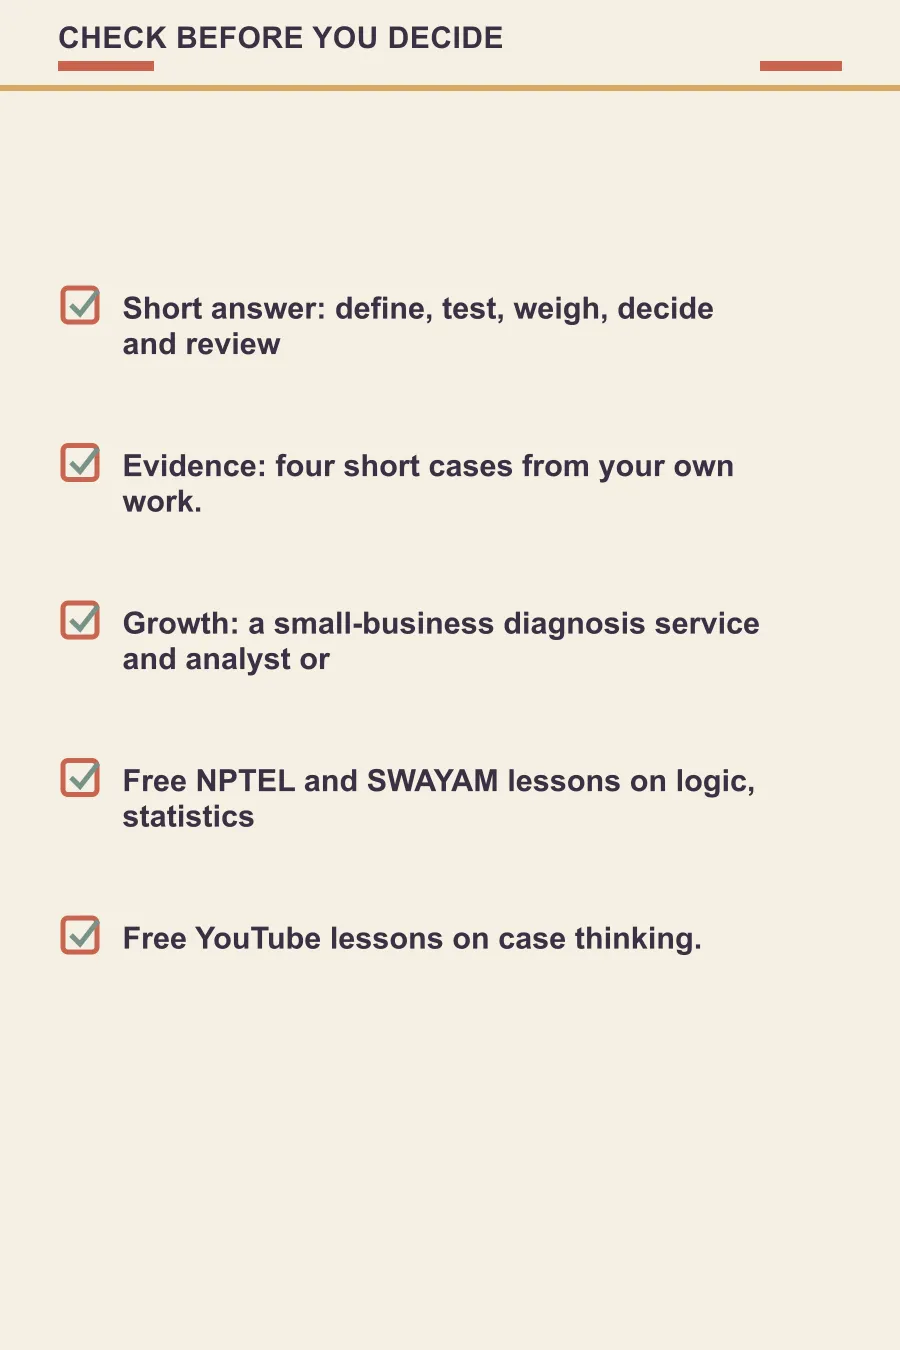 CHECK BEFORE YOU DECIDE
Short answer: define, test, weigh, decide
and review
Evidence: four short cases from your own
work.
Growth: a small-business diagnosis service
and analyst or
Free NPTEL and SWAYAM lessons on logic,
statistics
Free YouTube lessons on case thinking.